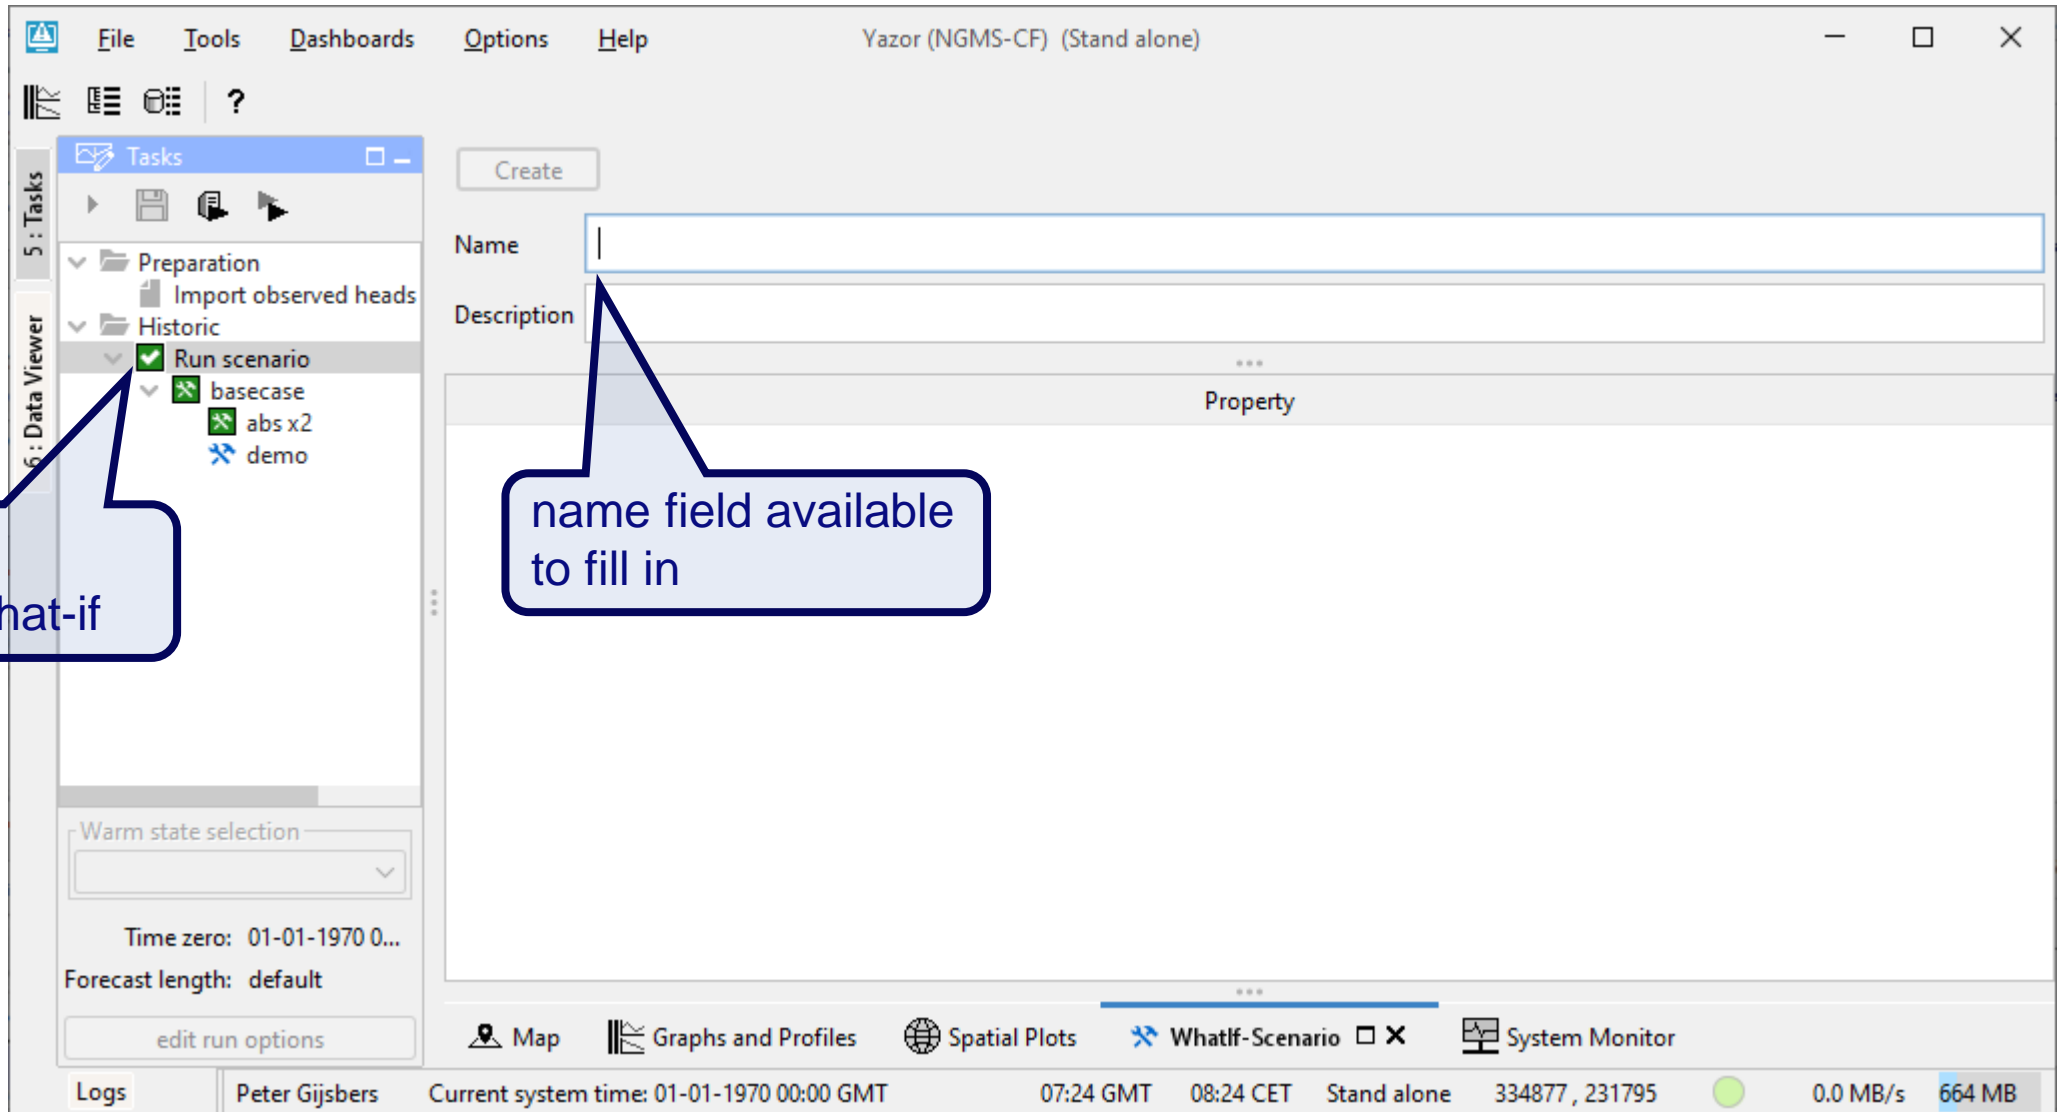 File Tools Dashboards Options Help Yazor (NGMS-CF) (Stand alone)
?
5 : Tasks
6 : Data Viewer
Tasks
Preparation
Import observed heads
Historic
Run scenario
basecase
abs x2
demo
hat-if
Warm state selection
Time zero: 01-01-1970 0...
Forecast length: default
edit run options
Create
Name
Description
Property
name field available
to fill in
Map Graphs and Profiles Spatial Plots WhatIf-Scenario System Monitor
Logs Peter Gijsbers Current system time: 01-01-1970 00:00 GMT 07:24 GMT 08:24 CET Stand alone 334877 , 231795 0.0 MB/s 664 MB